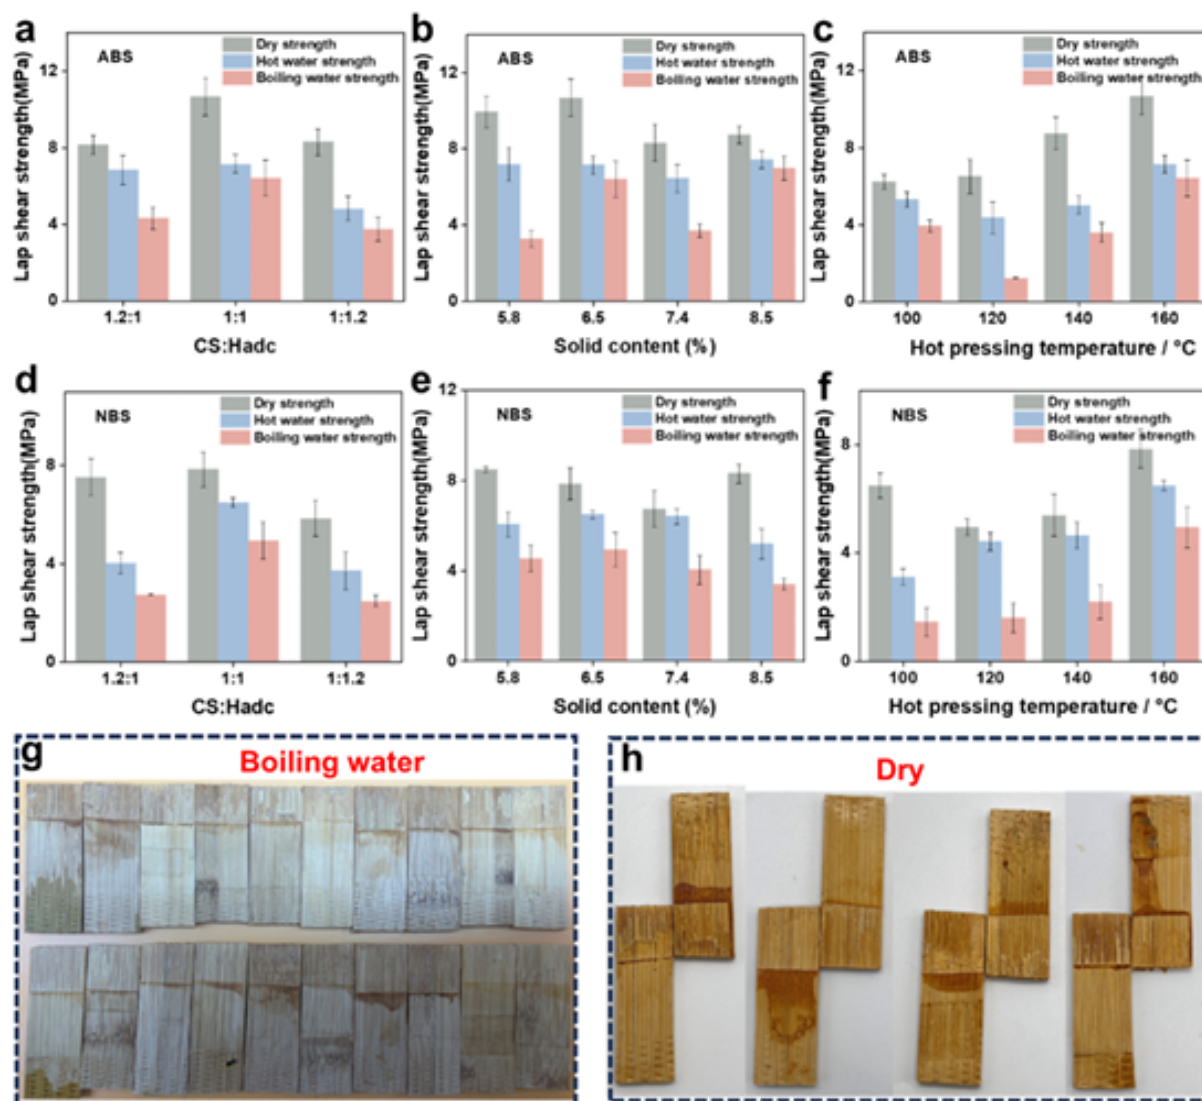 a
ABS
Dry strength
Hot water strength
Boiling water strength
Lap shear strength(MPa)
12
8
4
0
1.2:1
1:1
1:1.2
CS:Hadc
b
ABS
Dry strength
Hot water strength
Boiling water strength
Lap shear strength(MPa)
12
8
4
0
5.8
6.5
7.4
8.5
Solid content (%)
c
ABS
Dry strength
Hot water strength
Boiling water strength
Lap shear strength(MPa)
12
8
4
0
100
120
140
160
Hot pressing temperature / °C
d
NBS
Dry strength
Hot water strength
Boiling water strength
Lap shear strength(MPa)
8
4
0
1.2:1
1:1
1:1.2
CS:Hadc
e
NBS
Dry strength
Hot water strength
Boiling water strength
Lap shear strength(MPa)
12
8
4
0
5.8
6.5
7.4
8.5
Solid content (%)
f
NBS
Dry strength
Hot water strength
Boiling water strength
Lap shear strength(MPa)
8
4
0
100
120
140
160
Hot pressing temperature / °C
g
Boiling water
h
Dry